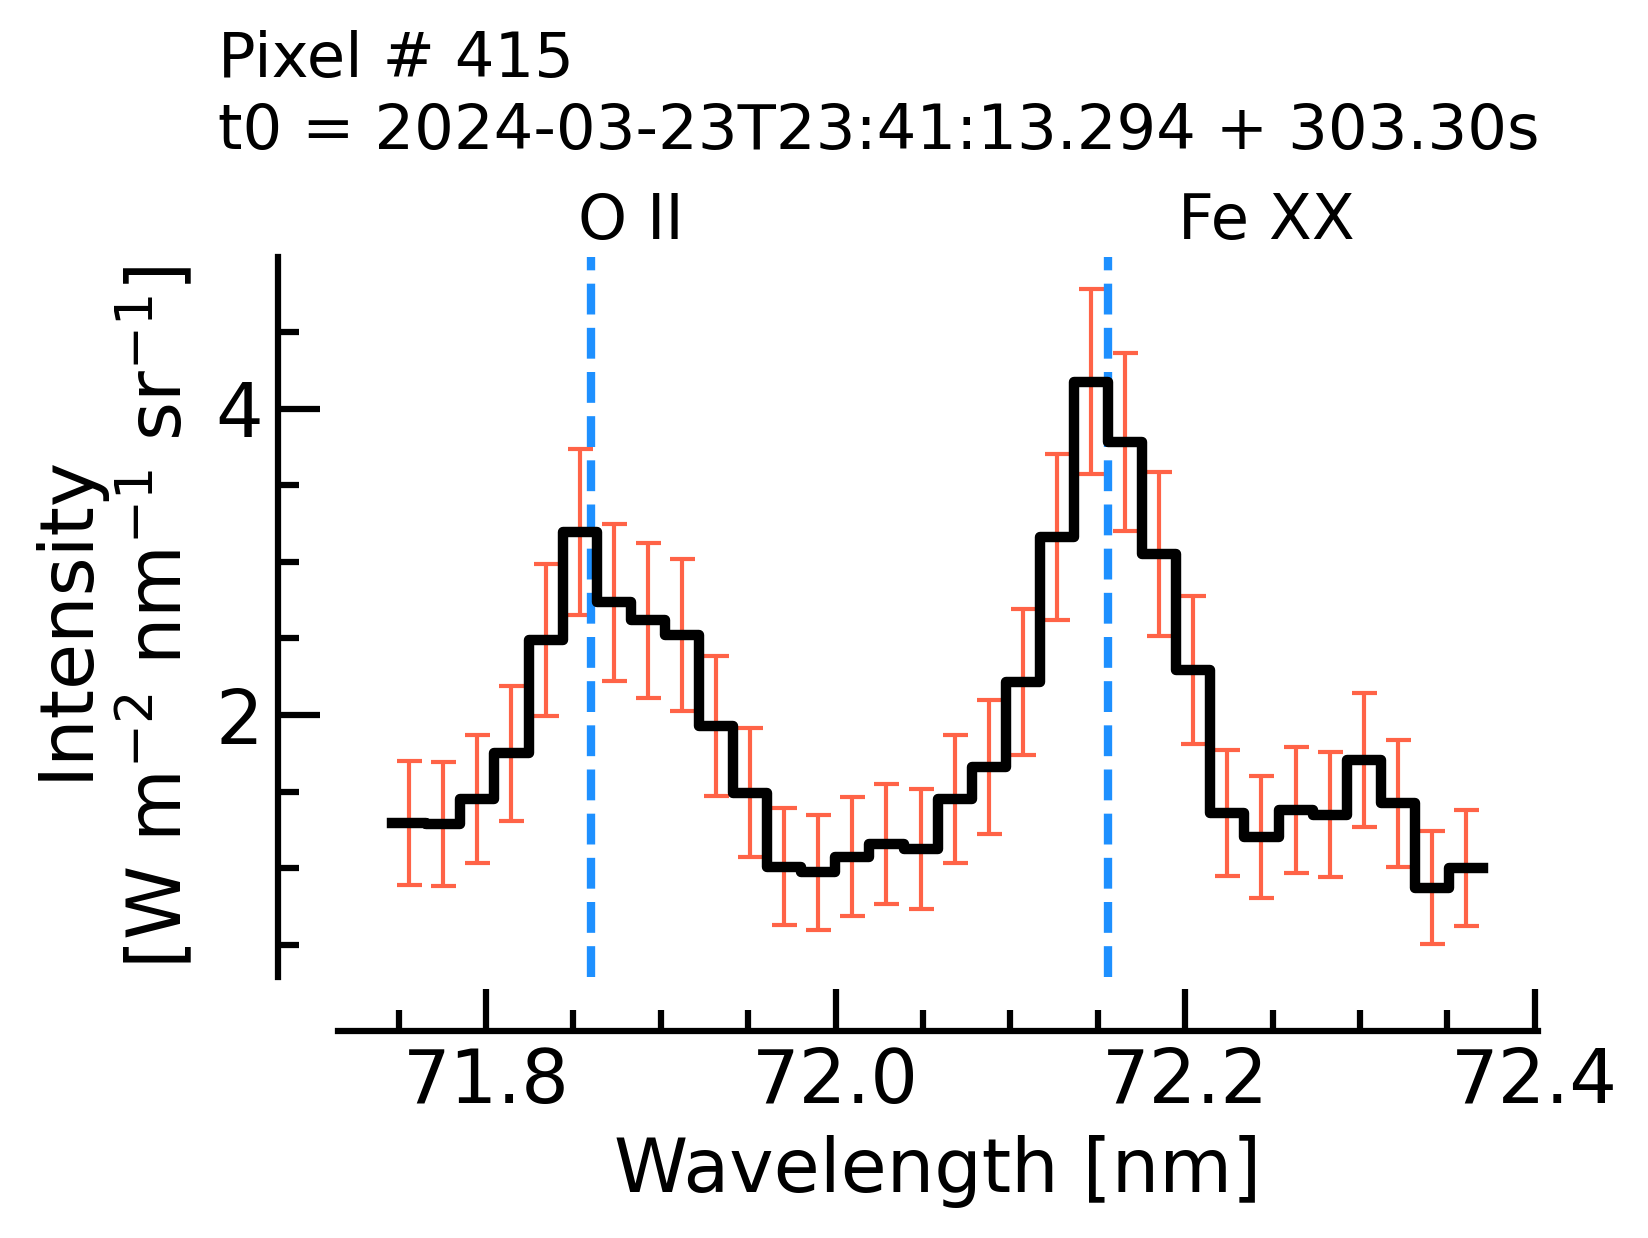 Pixel # 415
t0 = 2024-03-23T23:41:13.294 + 303.30s
O II
Fe XX
Intensity
[W m⁻² nm⁻¹ sr⁻¹]
4
2
71.8
72.0
72.2
72.4
Wavelength [nm]